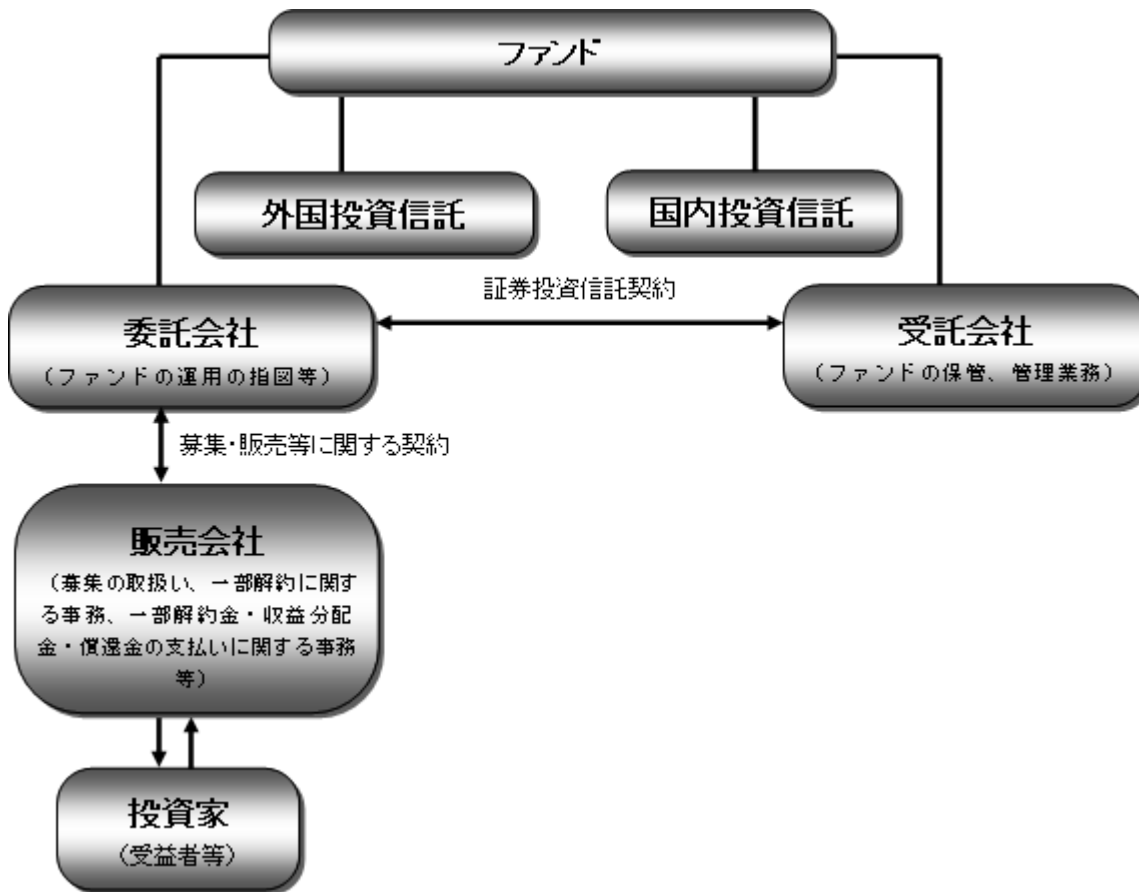 ファンド
外国投資信託
国内投資信託
証券投資信託契約
委託会社
（ファンドの運用の指図等）
受託会社
（ファンドの保管、管理業務）
募集・販売等に関する契約
販売会社
（募集の取扱い、一部解約に関す
る事務、一部解約金・収益分配
金・償還金の支払いに関する事務
等）
投資家
（受益者等）